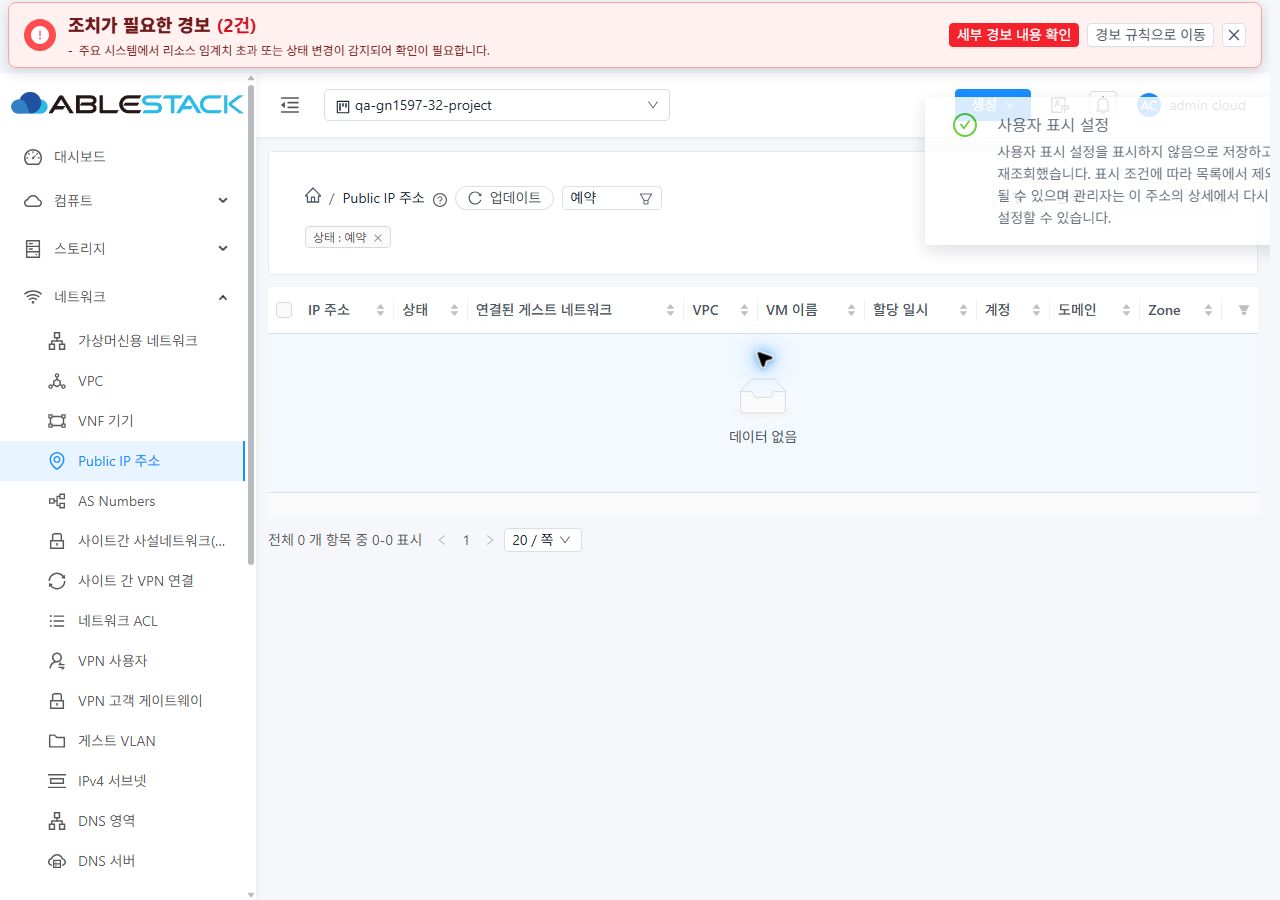 조치가 필요한 경보 (2건)
- 주요 시스템에서 리소스 임계치 초과 또는 상태 변경이 감지되어 확인이 필요합니다.
세부 경보 내용 확인
경보 규칙으로 이동
ABLESTACK
qa-gn1597-32-project
생성
AC
admin cloud
사용자 표시 설정
사용자 표시 설정을 표시하지 않음으로 저장하고
재조회했습니다. 표시 조건에 따라 목록에서 제외
될 수 있으며 관리자는 이 주소의 상세에서 다시
설정할 수 있습니다.
대시보드
컴퓨트
스토리지
네트워크
가상머신용 네트워크
VPC
VNF 기기
Public IP 주소
AS Numbers
사이트간 사설네트워크(...
사이트 간 VPN 연결
네트워크 ACL
VPN 사용자
VPN 고객 게이트웨이
게스트 VLAN
IPv4 서브넷
DNS 영역
DNS 서버
/ Public IP 주소
업데이트
예약
상태 : 예약
IP 주소 상태 연결된 게스트 네트워크 VPC VM 이름 할당 일시 계정 도메인 Zone
데이터 없음
전체 0 개 항목 중 0-0 표시 < 1 > 20 / 쪽